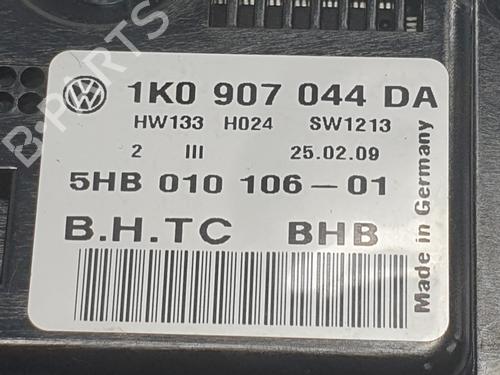 1K0 907 044 DA
HW133 H024 SW1213
2 III 25.02.09
5HB 010 106-01
B.H.TC BHB
Made in Germany
B-PARTS